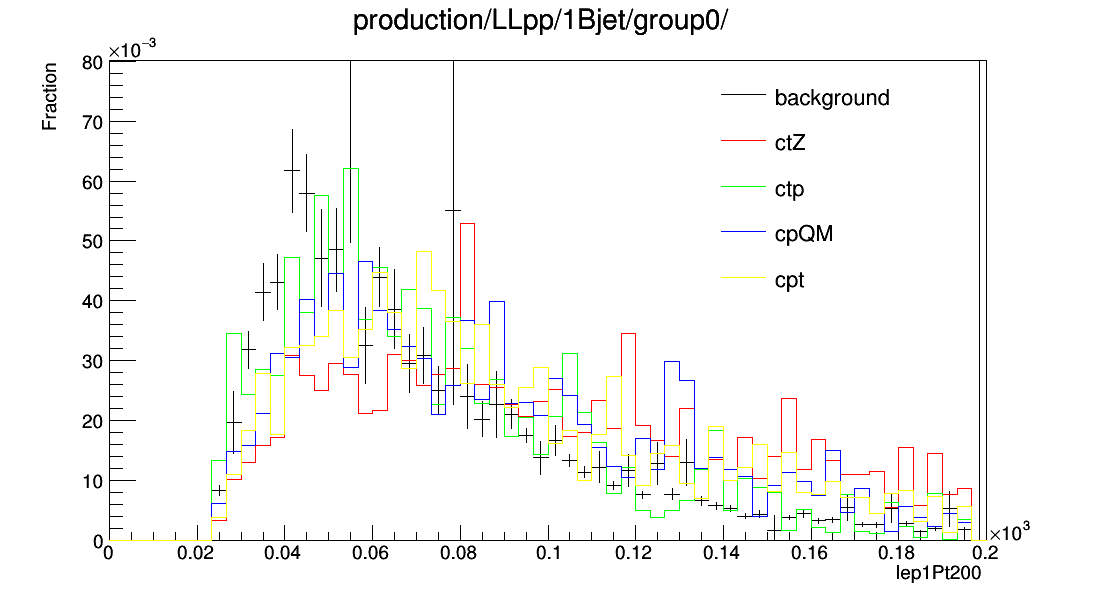 production/LLpp/1Bjet/group0/
×10⁻³
Fraction
80
70
60
50
40
30
20
10
0
background
ctZ
ctp
cpQM
cpt
0 0.02 0.04 0.06 0.08 0.1 0.12 0.14 0.16 0.18 0.2
×10³
lep1Pt200